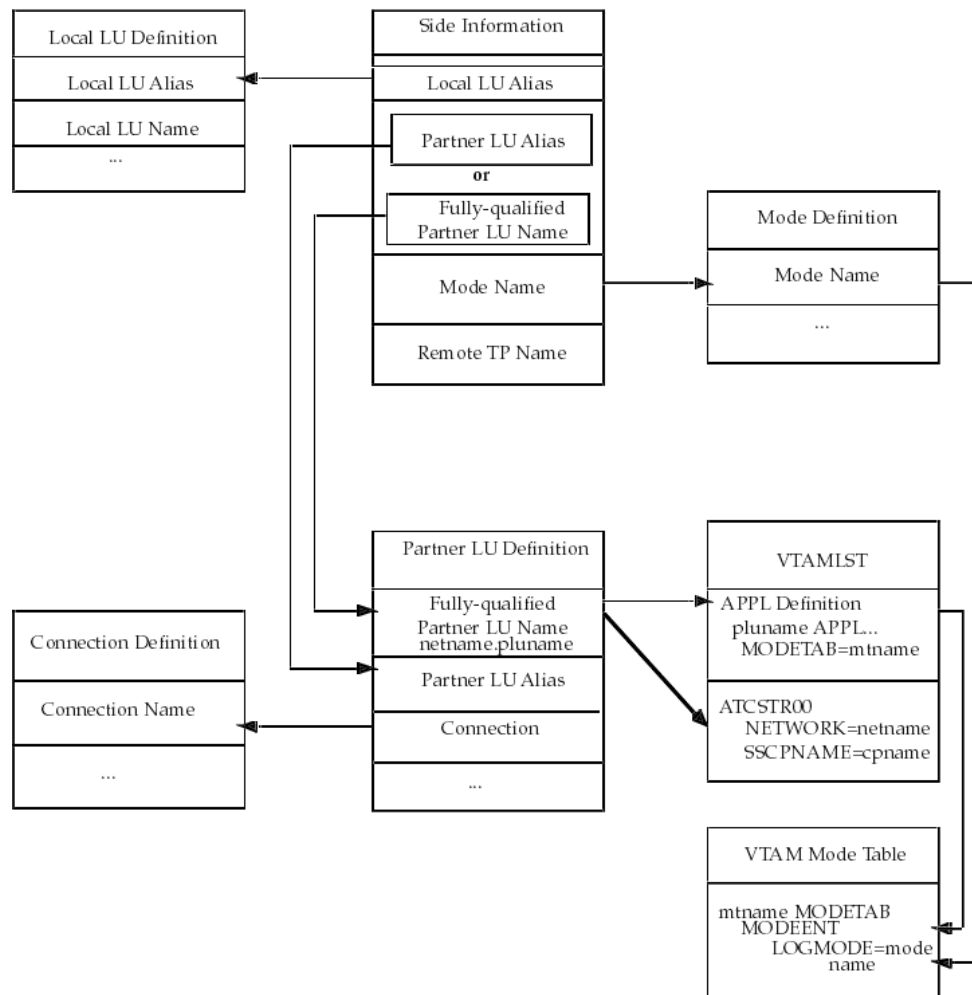 Local LU Definition
Local LU Alias
Local LU Name
...
Side Information
Local LU Alias
Partner LU Alias
or
Fully-qualified
Partner LU Name
Mode Name
Remote TP Name
Mode Definition
Mode Name
...
Connection Definition
Connection Name
...
Partner LU Definition
Fully-qualified
Partner LU Name
netname.pluname
Partner LU Alias
Connection
...
VTAMLST
APPL Definition
pluname APPL...
MODETAB=mtname
ATCSTR00
NETWORK=netname
SSCPNAME=cpname
VTAM Mode Table
mtname MODETAB
MODEENT
LOGMODE=mode
name